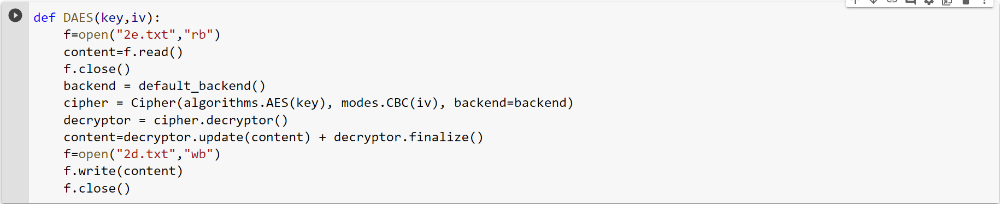 def DAES(key,iv):
    f=open("2e.txt","rb")
    content=f.read()
    f.close()
    backend = default_backend()
    cipher = Cipher(algorithms.AES(key), modes.CBC(iv), backend=backend)
    decryptor = cipher.decryptor()
    content=decryptor.update(content) + decryptor.finalize()
    f=open("2d.txt","wb")
    f.write(content)
    f.close()